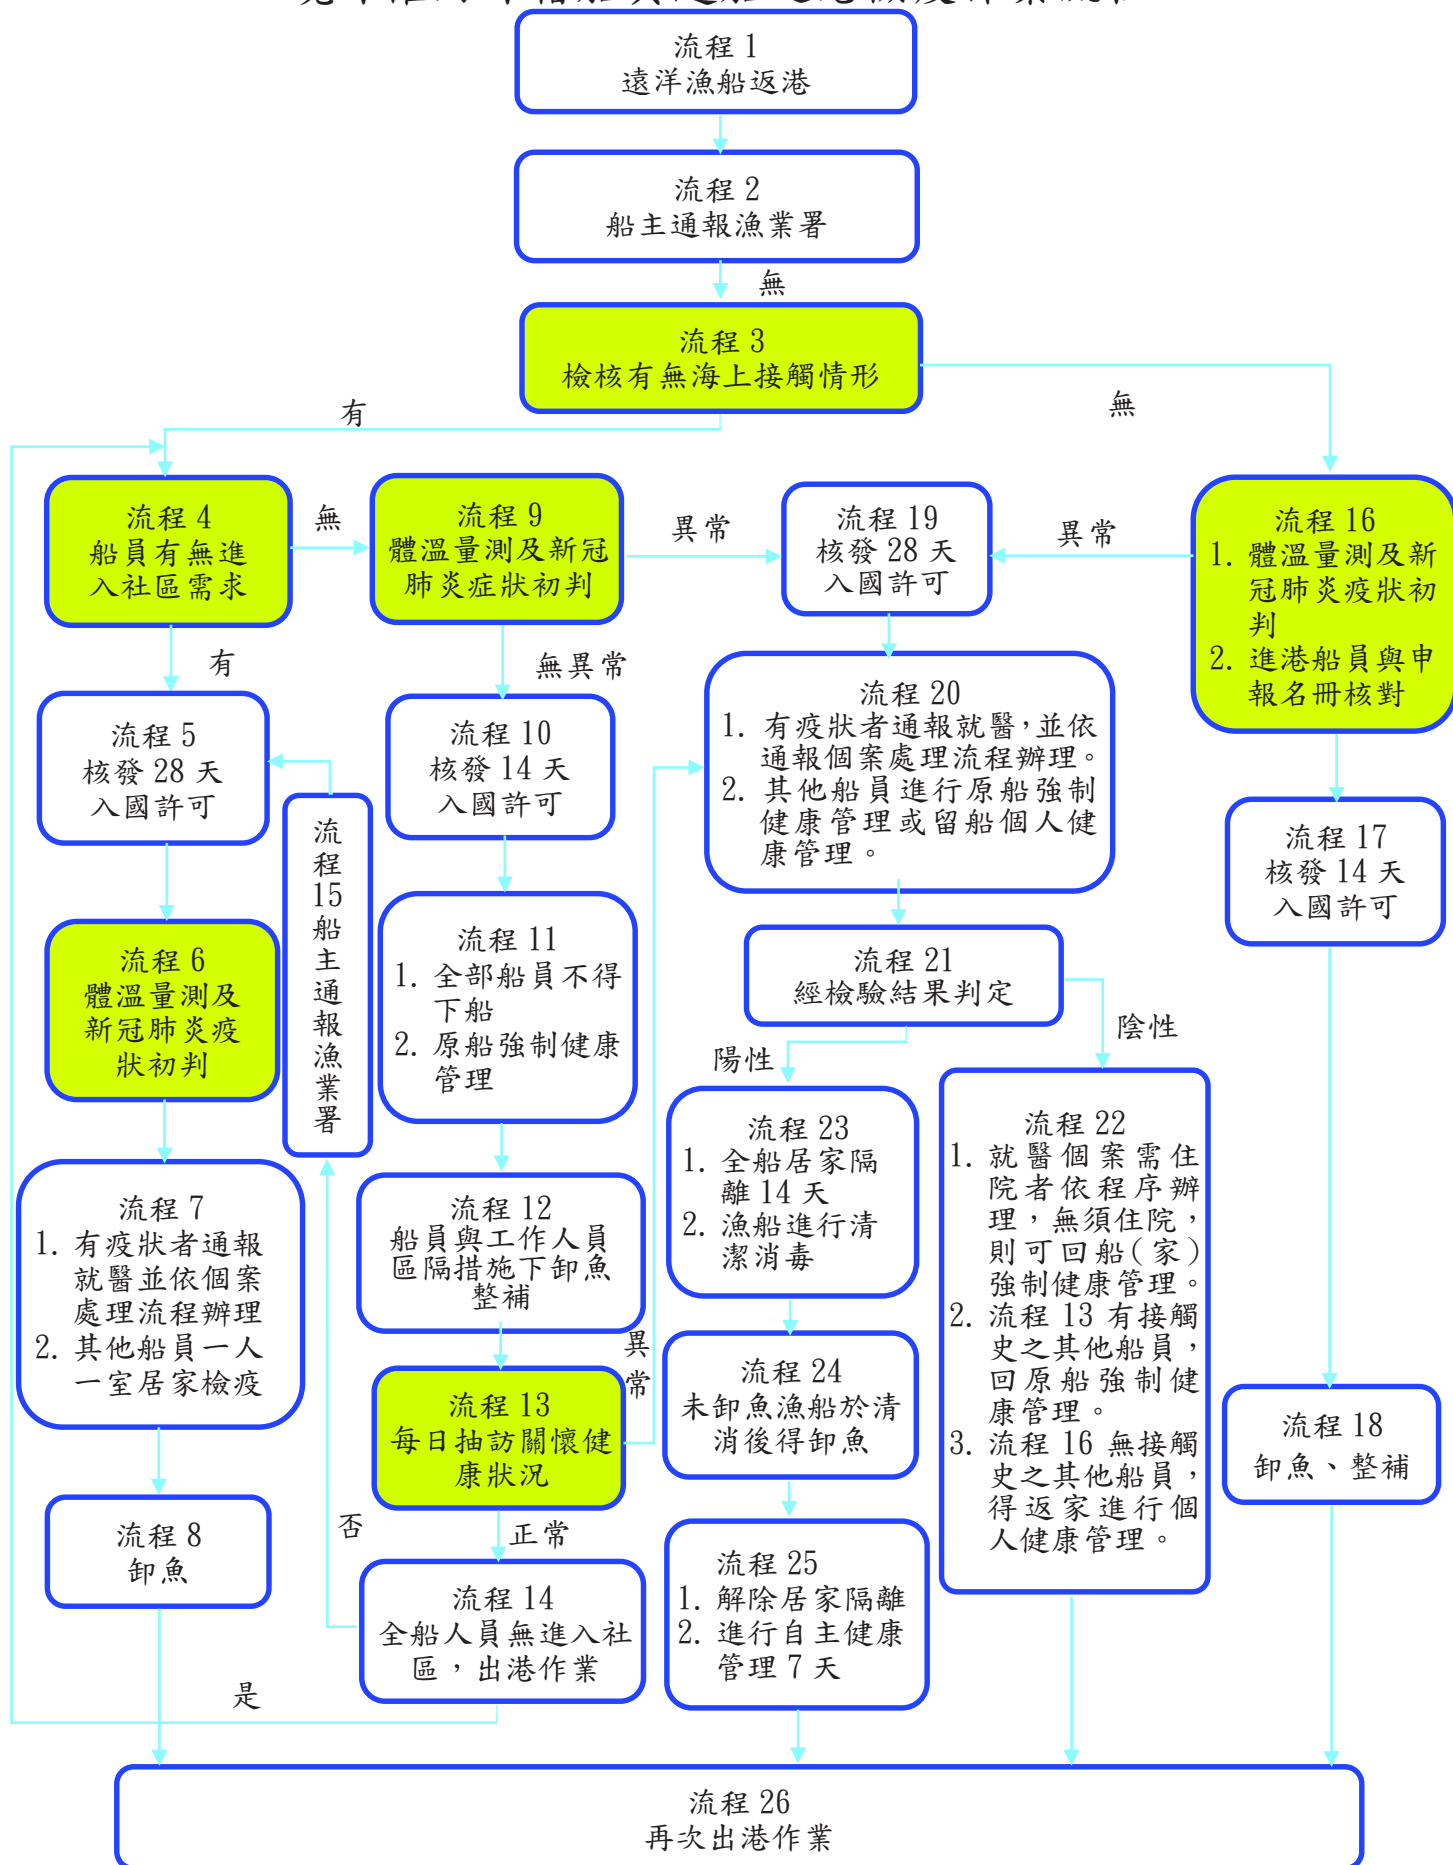 流程 1
遠洋漁船返港
流程 2
船主通報漁業署
無
流程 3
檢核有無海上接觸情形
有
無
流程 4
船員有無進
入社區需求
無
流程 9
體溫量測及新冠
肺炎症狀初判
異常
流程 19
核發 28 天
入國許可
異常
流程 16
1. 體溫量測及新
冠肺炎疫狀初
判
2. 進港船員與申
報名冊核對
有
無異常
流程 5
核發 28 天
入國許可
流程
15
船主通報漁業署
流程 10
核發 14 天
入國許可
流程 20
1. 有疫狀者通報就醫，並依
通報個案處理流程辦理。
2. 其他船員進行原船強制
健康管理或留船個人健
康管理。
流程 17
核發 14 天
入國許可
流程 6
體溫量測及
新冠肺炎疫
狀初判
流程 11
1. 全部船員不得
下船
2. 原船強制健康
管理
流程 21
經檢驗結果判定
陽性
陰性
流程 7
1. 有疫狀者通報
就醫並依個案
處理流程辦理
2. 其他船員一人
一室居家檢疫
流程 12
船員與工作人員
區隔措施下卸魚
整補
流程 23
1. 全船居家隔
離 14 天
2. 漁船進行清
潔消毒
流程 22
1. 就醫個案需住
院者依程序辦
理，無須住院，
則可回船(家)
強制健康管理。
2. 流程 13 有接觸
史之其他船員，
回原船強制健
康管理。
3. 流程 16 無接觸
史之其他船員，
得返家進行個
人健康管理。
異常
流程 13
每日抽訪關懷健
康狀況
流程 24
未卸魚漁船於清
消後得卸魚
流程 18
卸魚、整補
流程 8
卸魚
否
正常
流程 14
全船人員無進入社
區，出港作業
流程 25
1. 解除居家隔離
2. 進行自主健康
管理 7 天
是
流程 26
再次出港作業